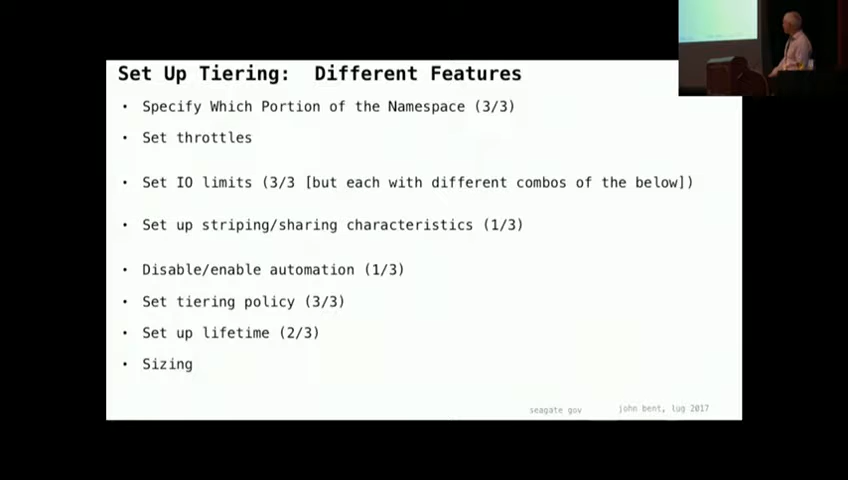 Set Up Tiering:  Different Features
• Specify Which Portion of the Namespace (3/3)
• Set throttles
• Set IO limits (3/3 [but each with different combos of the below])
• Set up striping/sharing characteristics (1/3)
• Disable/enable automation (1/3)
• Set tiering policy (3/3)
• Set up lifetime (2/3)
• Sizing
seagate gov    john bent, lug 2017